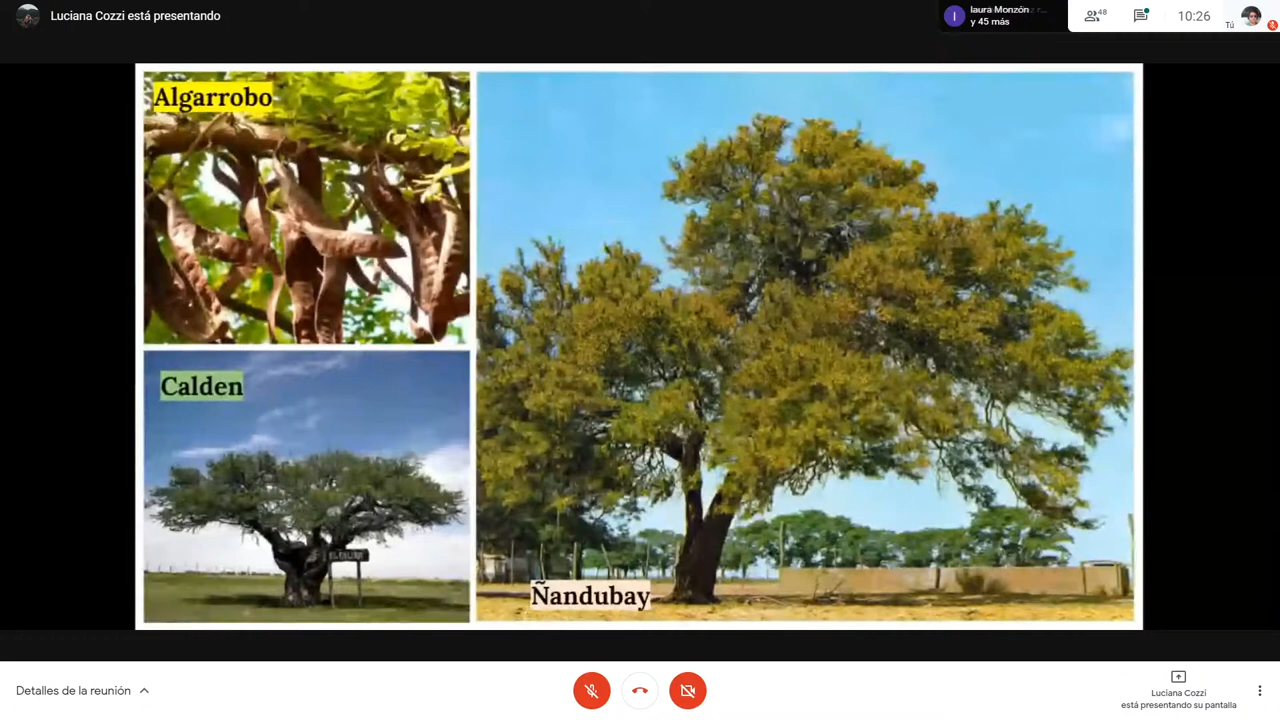 Luciana Cozzi está presentando
laura Monzón
y 45 más
48
10:26
Tú
Algarrobo
Calden
Ñandubay
Detalles de la reunión
Luciana Cozzi
está presentando su pantalla